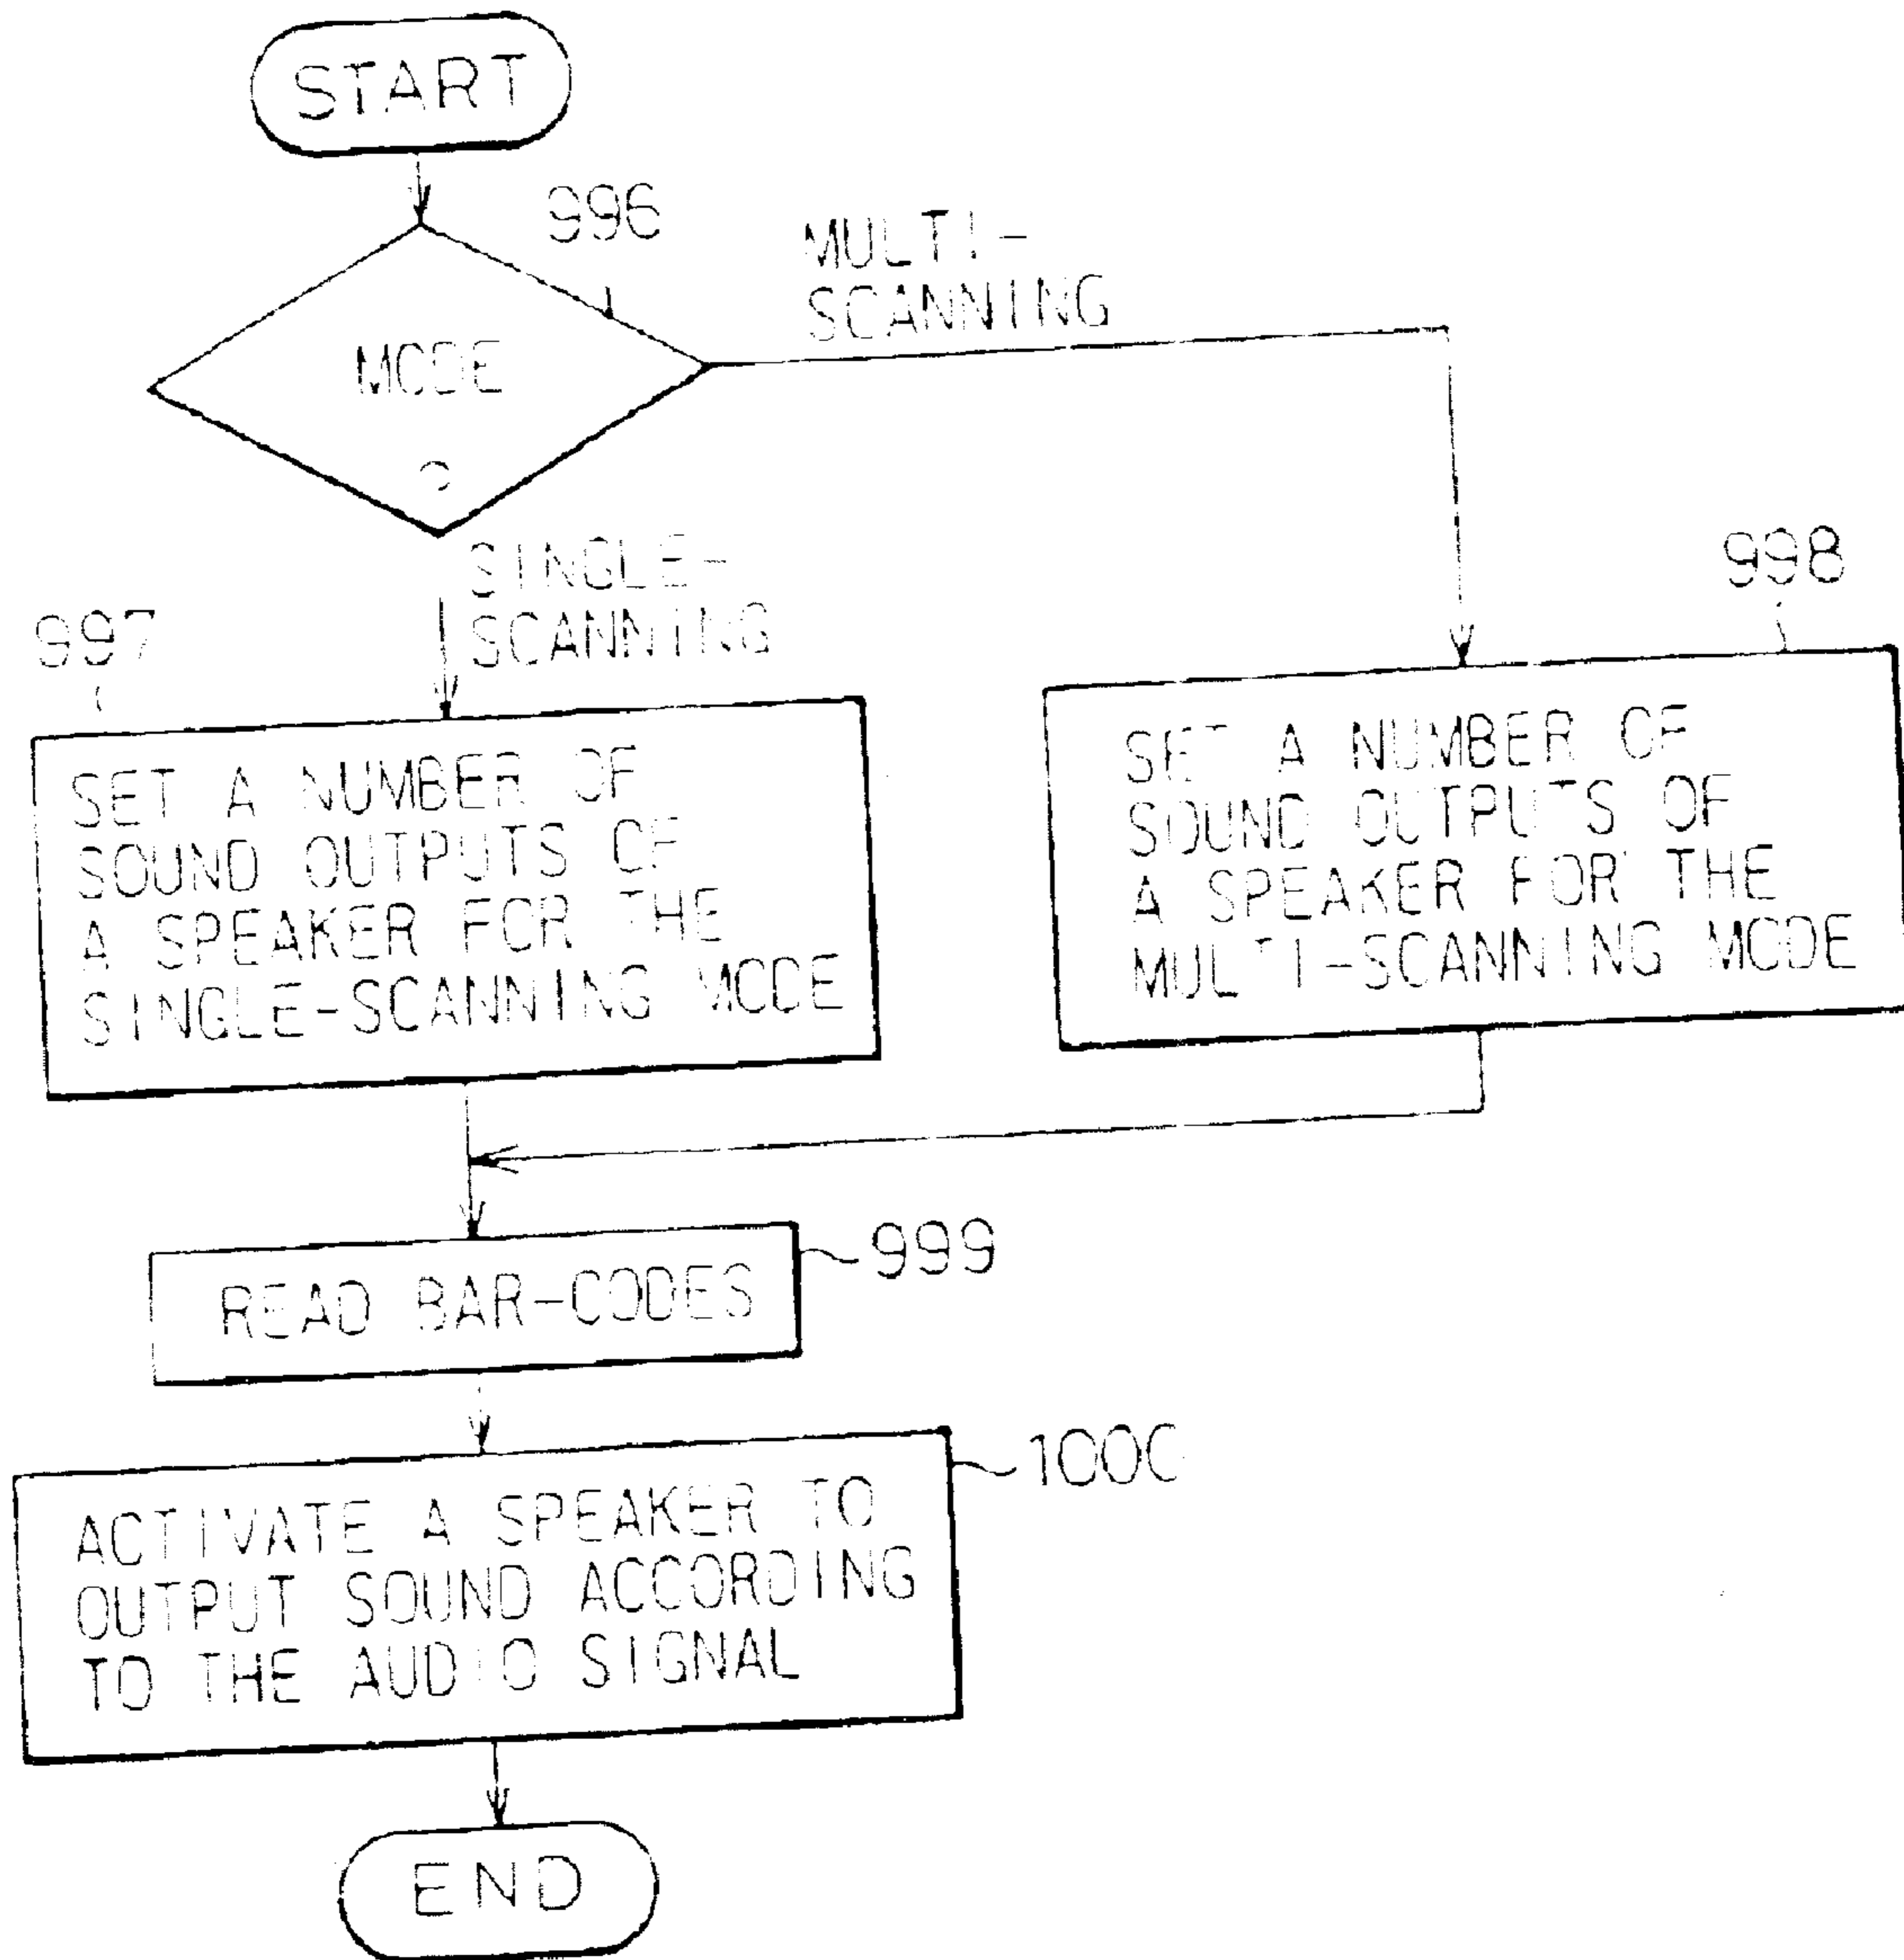 START
996
MULTI-
SCANNING
MODE
?
SINGLE-
SCANNING
997
998
SET A NUMBER OF
SOUND OUTPUTS OF
A SPEAKER FOR THE
SINGLE-SCANNING MODE
SET A NUMBER OF
SOUND OUTPUTS OF
A SPEAKER FOR THE
MULTI-SCANNING MODE
READ BAR-CODES
999
1000
ACTIVATE A SPEAKER TO
OUTPUT SOUND ACCORDING
TO THE AUDIO SIGNAL
END